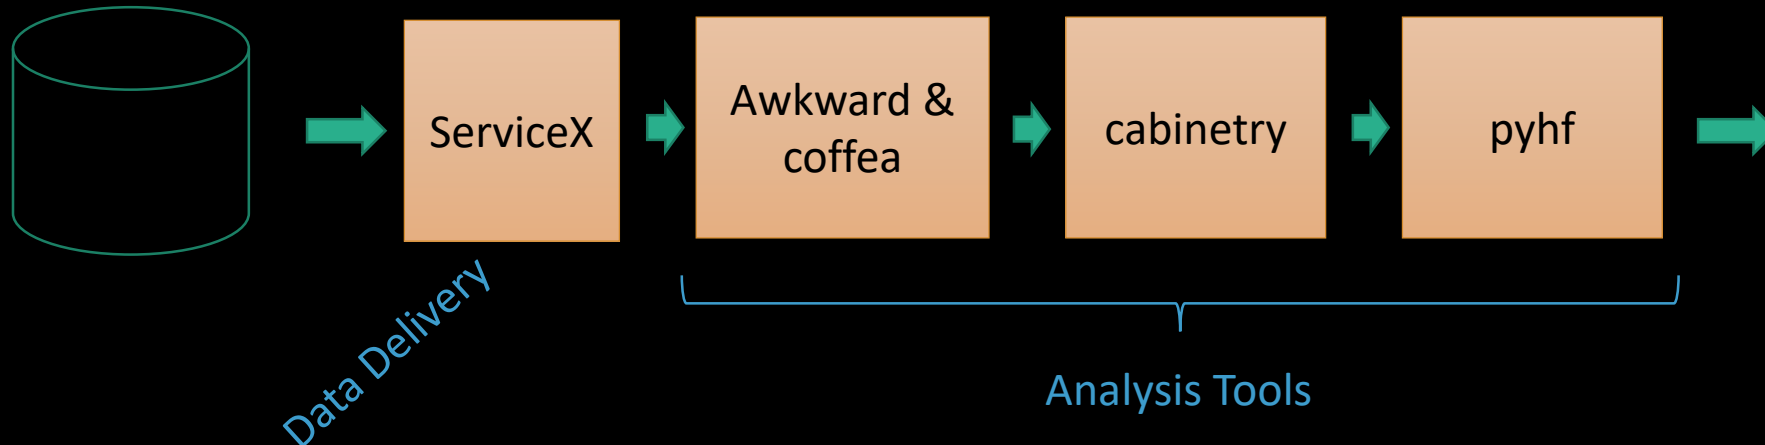 ServiceX
Awkward &
coffea
cabinetry
pyhf
Data Delivery
Analysis Tools